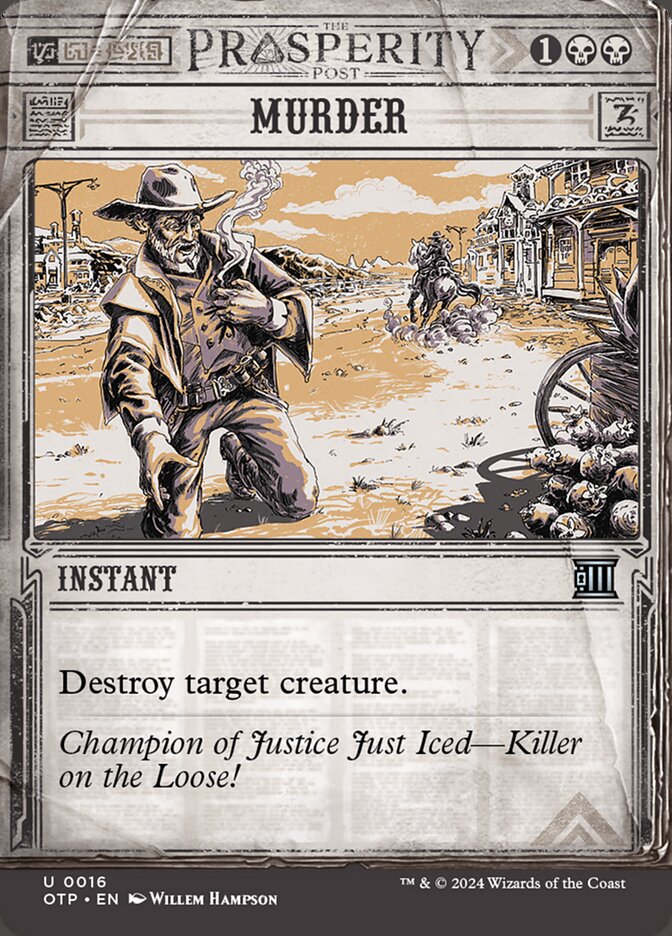 THE
PROSPERITY
POST
1
MURDER
INSTANT
Destroy target creature.
Champion of Justice Just Iced—Killer
on the Loose!
U 0016
OTP • EN Willem Hampson
™ & © 2024 Wizards of the Coast